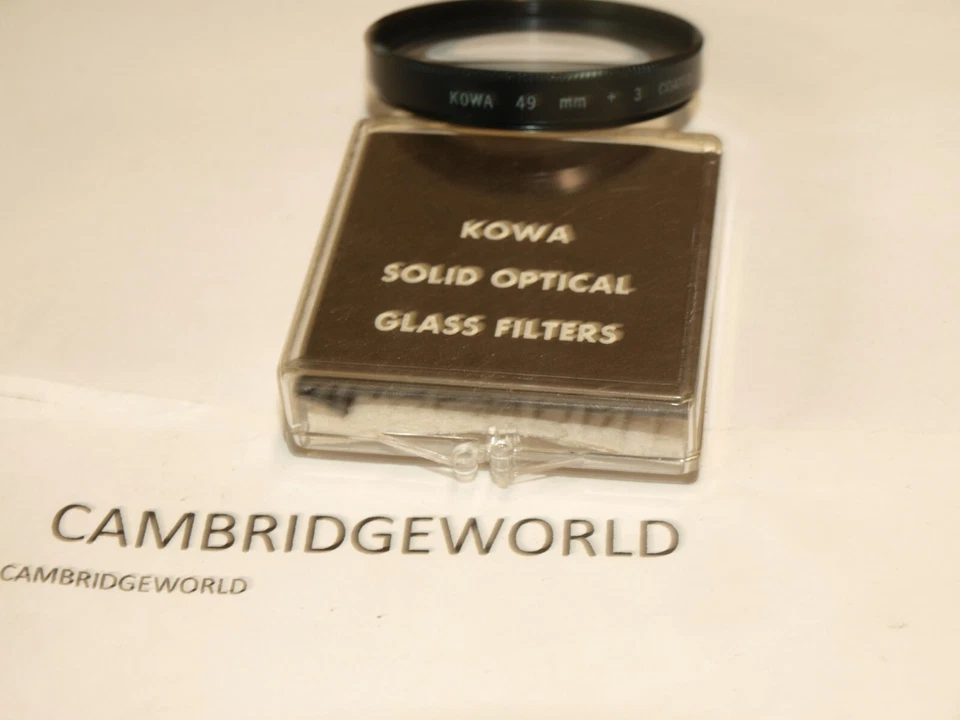 KOWA 49 mm + 3
KOWA
SOLID OPTICAL
GLASS FILTERS
CAMBRIDGEWORLD
CAMBRIDGEWORLD